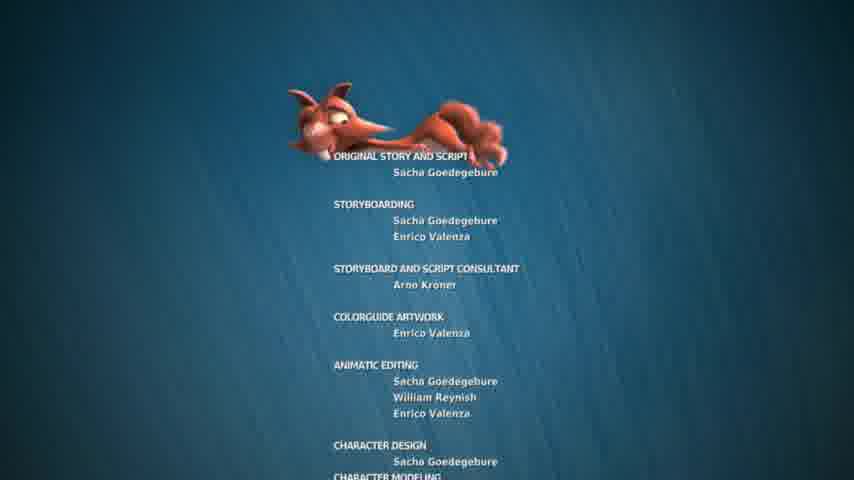 ORIGINAL STORY AND SCRIPT
Sacha Goedegebure
STORYBOARDING
Sacha Goedegebure
Enrico Valenza
STORYBOARD AND SCRIPT CONSULTANT
Arno Kroner
COLORGUIDE ARTWORK
Enrico Valenza
ANIMATIC EDITING
Sacha Goedegebure
William Reynish
Enrico Valenza
CHARACTER DESIGN
Sacha Goedegebure
CHARACTER MODELING